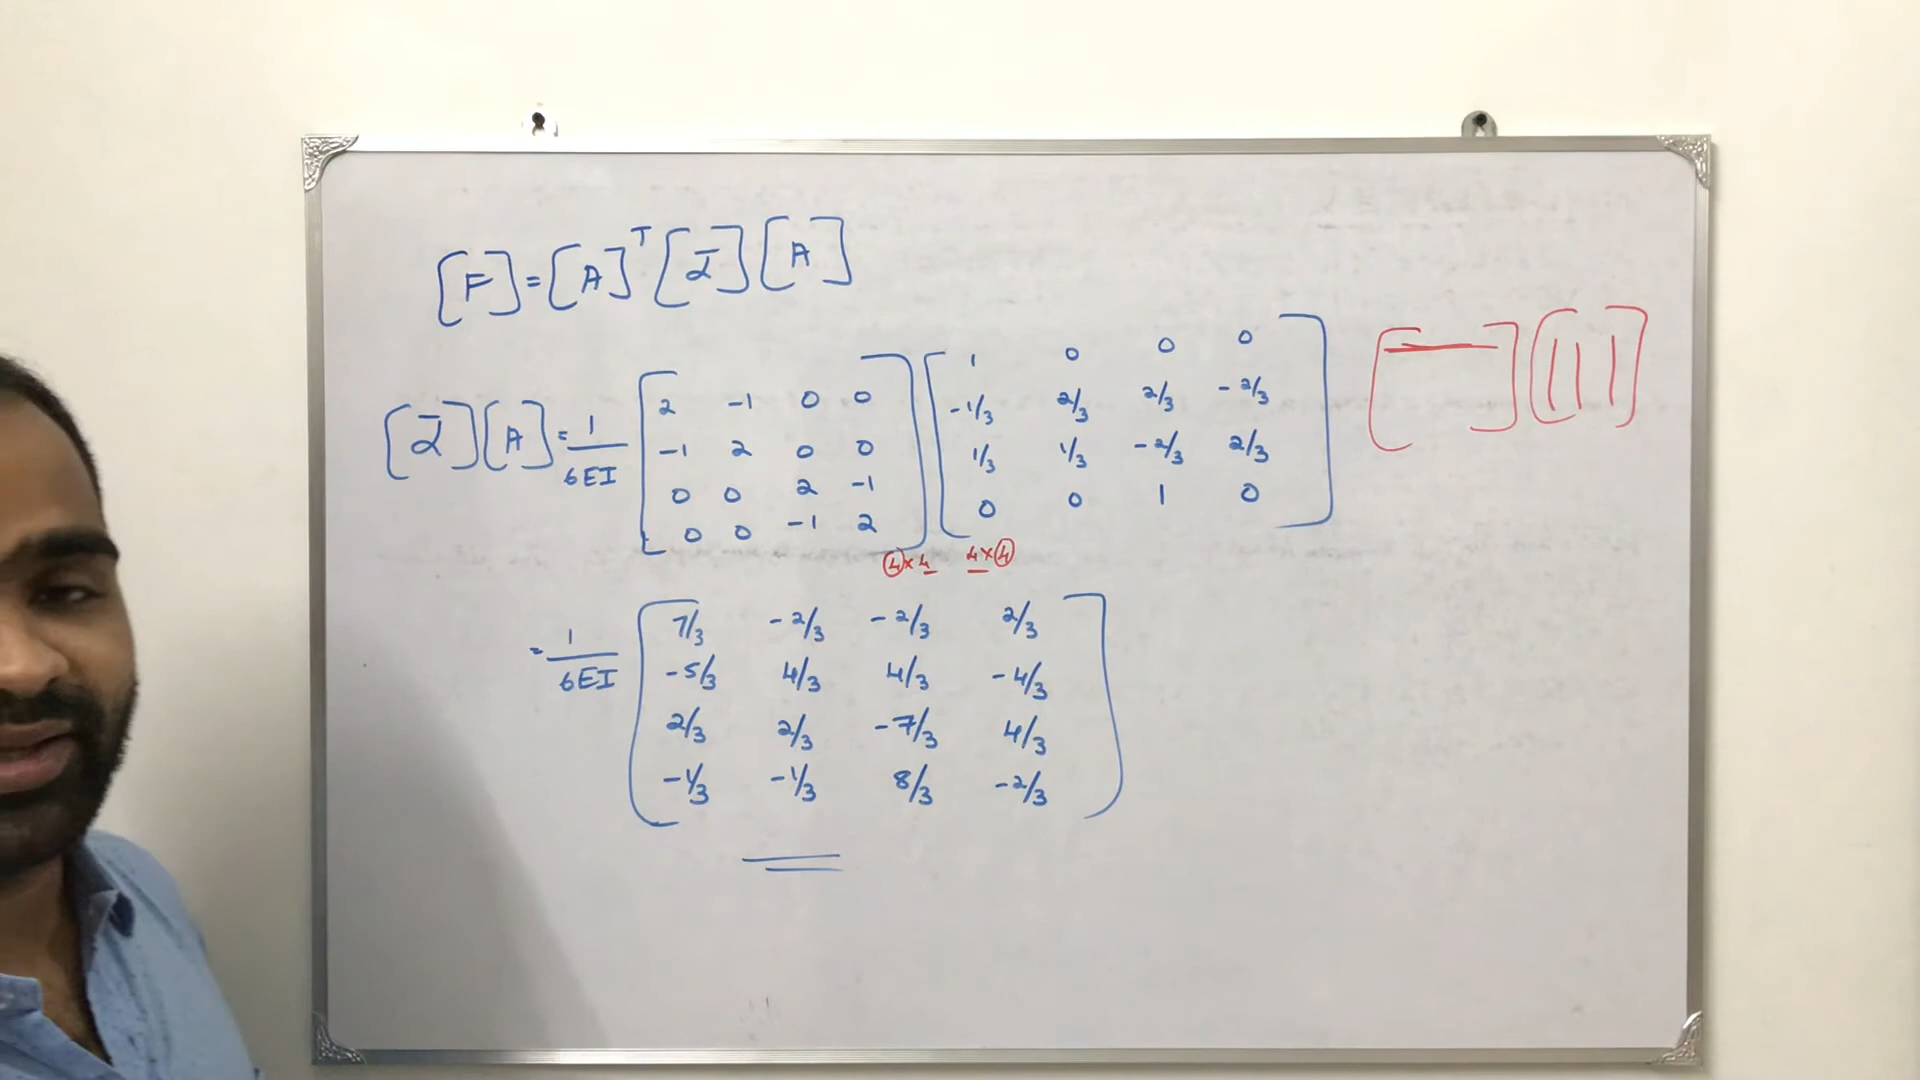 [F] = [A]ᵀ [ᾱ] [A]
[ᾱ] [A] = 1/6EI [2 -1 0 0] [1 0 0 0]
[-1 2 0 0] [-1/3 2/3 2/3 -2/3]
[0 0 2 -1] [1/3 1/3 -2/3 2/3]
[0 0 -1 2] [0 0 1 0]
4×4 4×4
= 1/6EI [7/3 -2/3 -2/3 2/3]
[-5/3 4/3 4/3 -4/3]
[2/3 2/3 -7/3 4/3]
[-1/3 -1/3 8/3 -2/3]